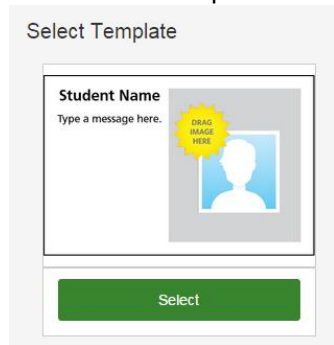 Select Template
Student Name
Type a message here.
DRAG
IMAGE
HERE
Select